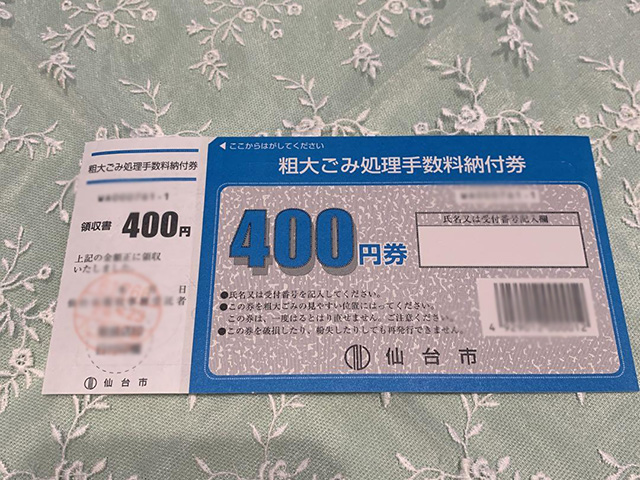 粗大ごみ処理手数料納付券
領収書 400円
上記の金額正に領収
いたしました
日
者
仙台市
◀ ここからはがしてください
粗大ごみ処理手数料納付券
400円券
氏名又は受付番号記入欄
●氏名又は受付番号を記入してください。
●この券を粗大ごみの見やすい位置にはってください。
この券は、一度はるとはり直せません。ご注意ください。
●この券を破損したり、紛失したりしても再発行できません。
仙台市